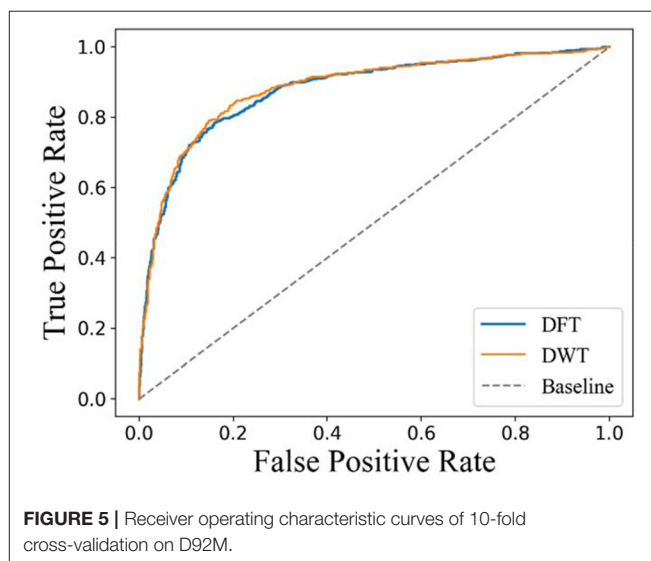 1.0
0.8
0.6
0.4
0.2
0.0
True Positive Rate
DFT
DWT
Baseline
0.0 0.2 0.4 0.6 0.8 1.0
False Positive Rate
FIGURE 5 | Receiver operating characteristic curves of 10-fold
cross-validation on D92M.